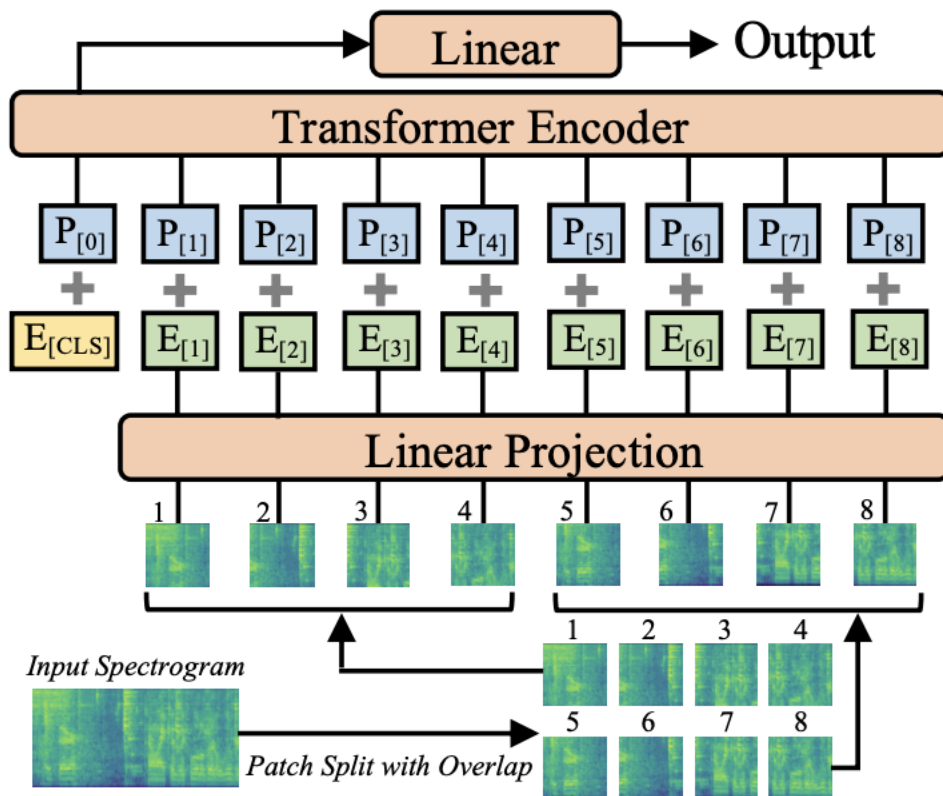 Linear Output
Transformer Encoder
P[0] P[1] P[2] P[3] P[4] P[5] P[6] P[7] P[8]
+ + + + + + + + +
E[CLS] E[1] E[2] E[3] E[4] E[5] E[6] E[7] E[8]
Linear Projection
1 2 3 4 5 6 7 8
1 2 3 4
Input Spectrogram
5 6 7 8
Patch Split with Overlap